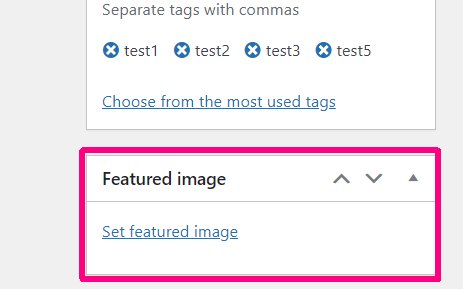 Separate tags with commas
test1 test2 test3 test5
Choose from the most used tags
Featured image
Set featured image